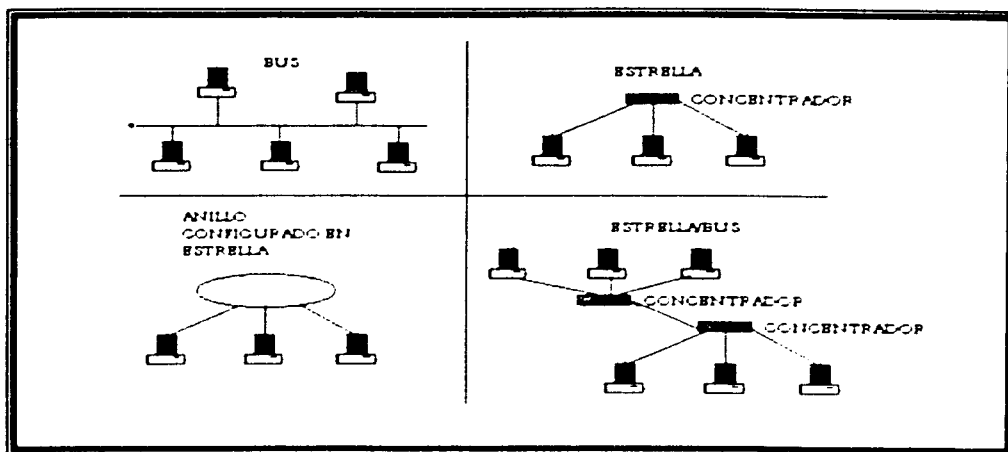 BUS
ESTRELLA
CONCENTRADOR
ANILLO
CONFIGURADO EN
ESTRELLA
ESTRELLA/BUS
CONCENTRADOR
CONCENTRADOR